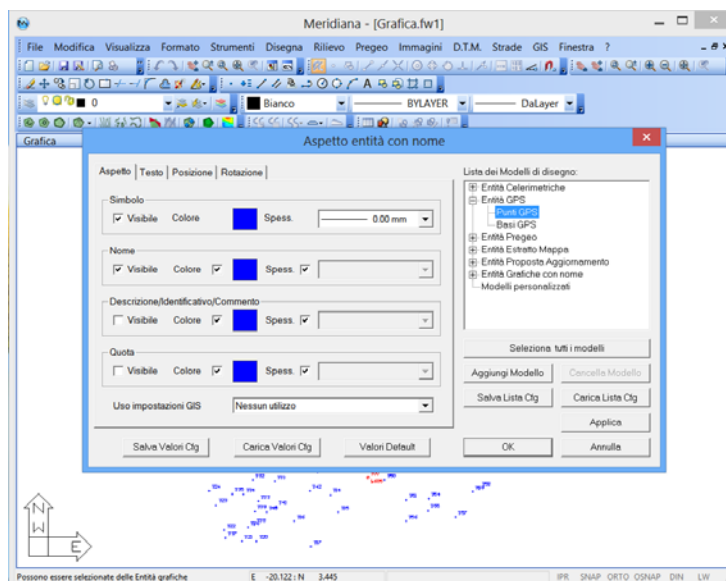 Meridiana - [Grafica.fw1]
File Modifica Visualizza Formato Strumenti Disegna Rilievo Pregeo Immagini D.T.M. Strade GIS Finestra ?
0 Bianco BYLAYER DaLayer
Grafica
Aspetto entità con nome
Aspetto Testo Posizione Rotazione
Simbolo
Visibile Colore Spess. 0.00 mm
Nome
Visibile Colore Spess.
Descrizione/Identificativo/Commento
Visibile Colore Spess.
Quota
Visibile Colore Spess.
Uso impostazioni GIS Nessun utilizzo
Salva Valori Cfg Carica Valori Cfg Valori Default
Lista dei Modelli di disegno:
Entità Celerimetriche
Entità GPS
Punti GPS
Basi GPS
Entità Pregeo
Entità Estratto Mappa
Entità Proposta Aggiornamento
Entità Grafiche con nome
Modelli personalizzati
Seleziona tutti i modelli
Aggiungi Modello Cancella Modello
Salva Lista Cfg Carica Lista Cfg
Applica
OK Annulla
N
W
E
Possono essere selezionate delle Entità grafiche E -20.122 : N 3.445 IPR SNAP ORTO OSNAP DIN LW